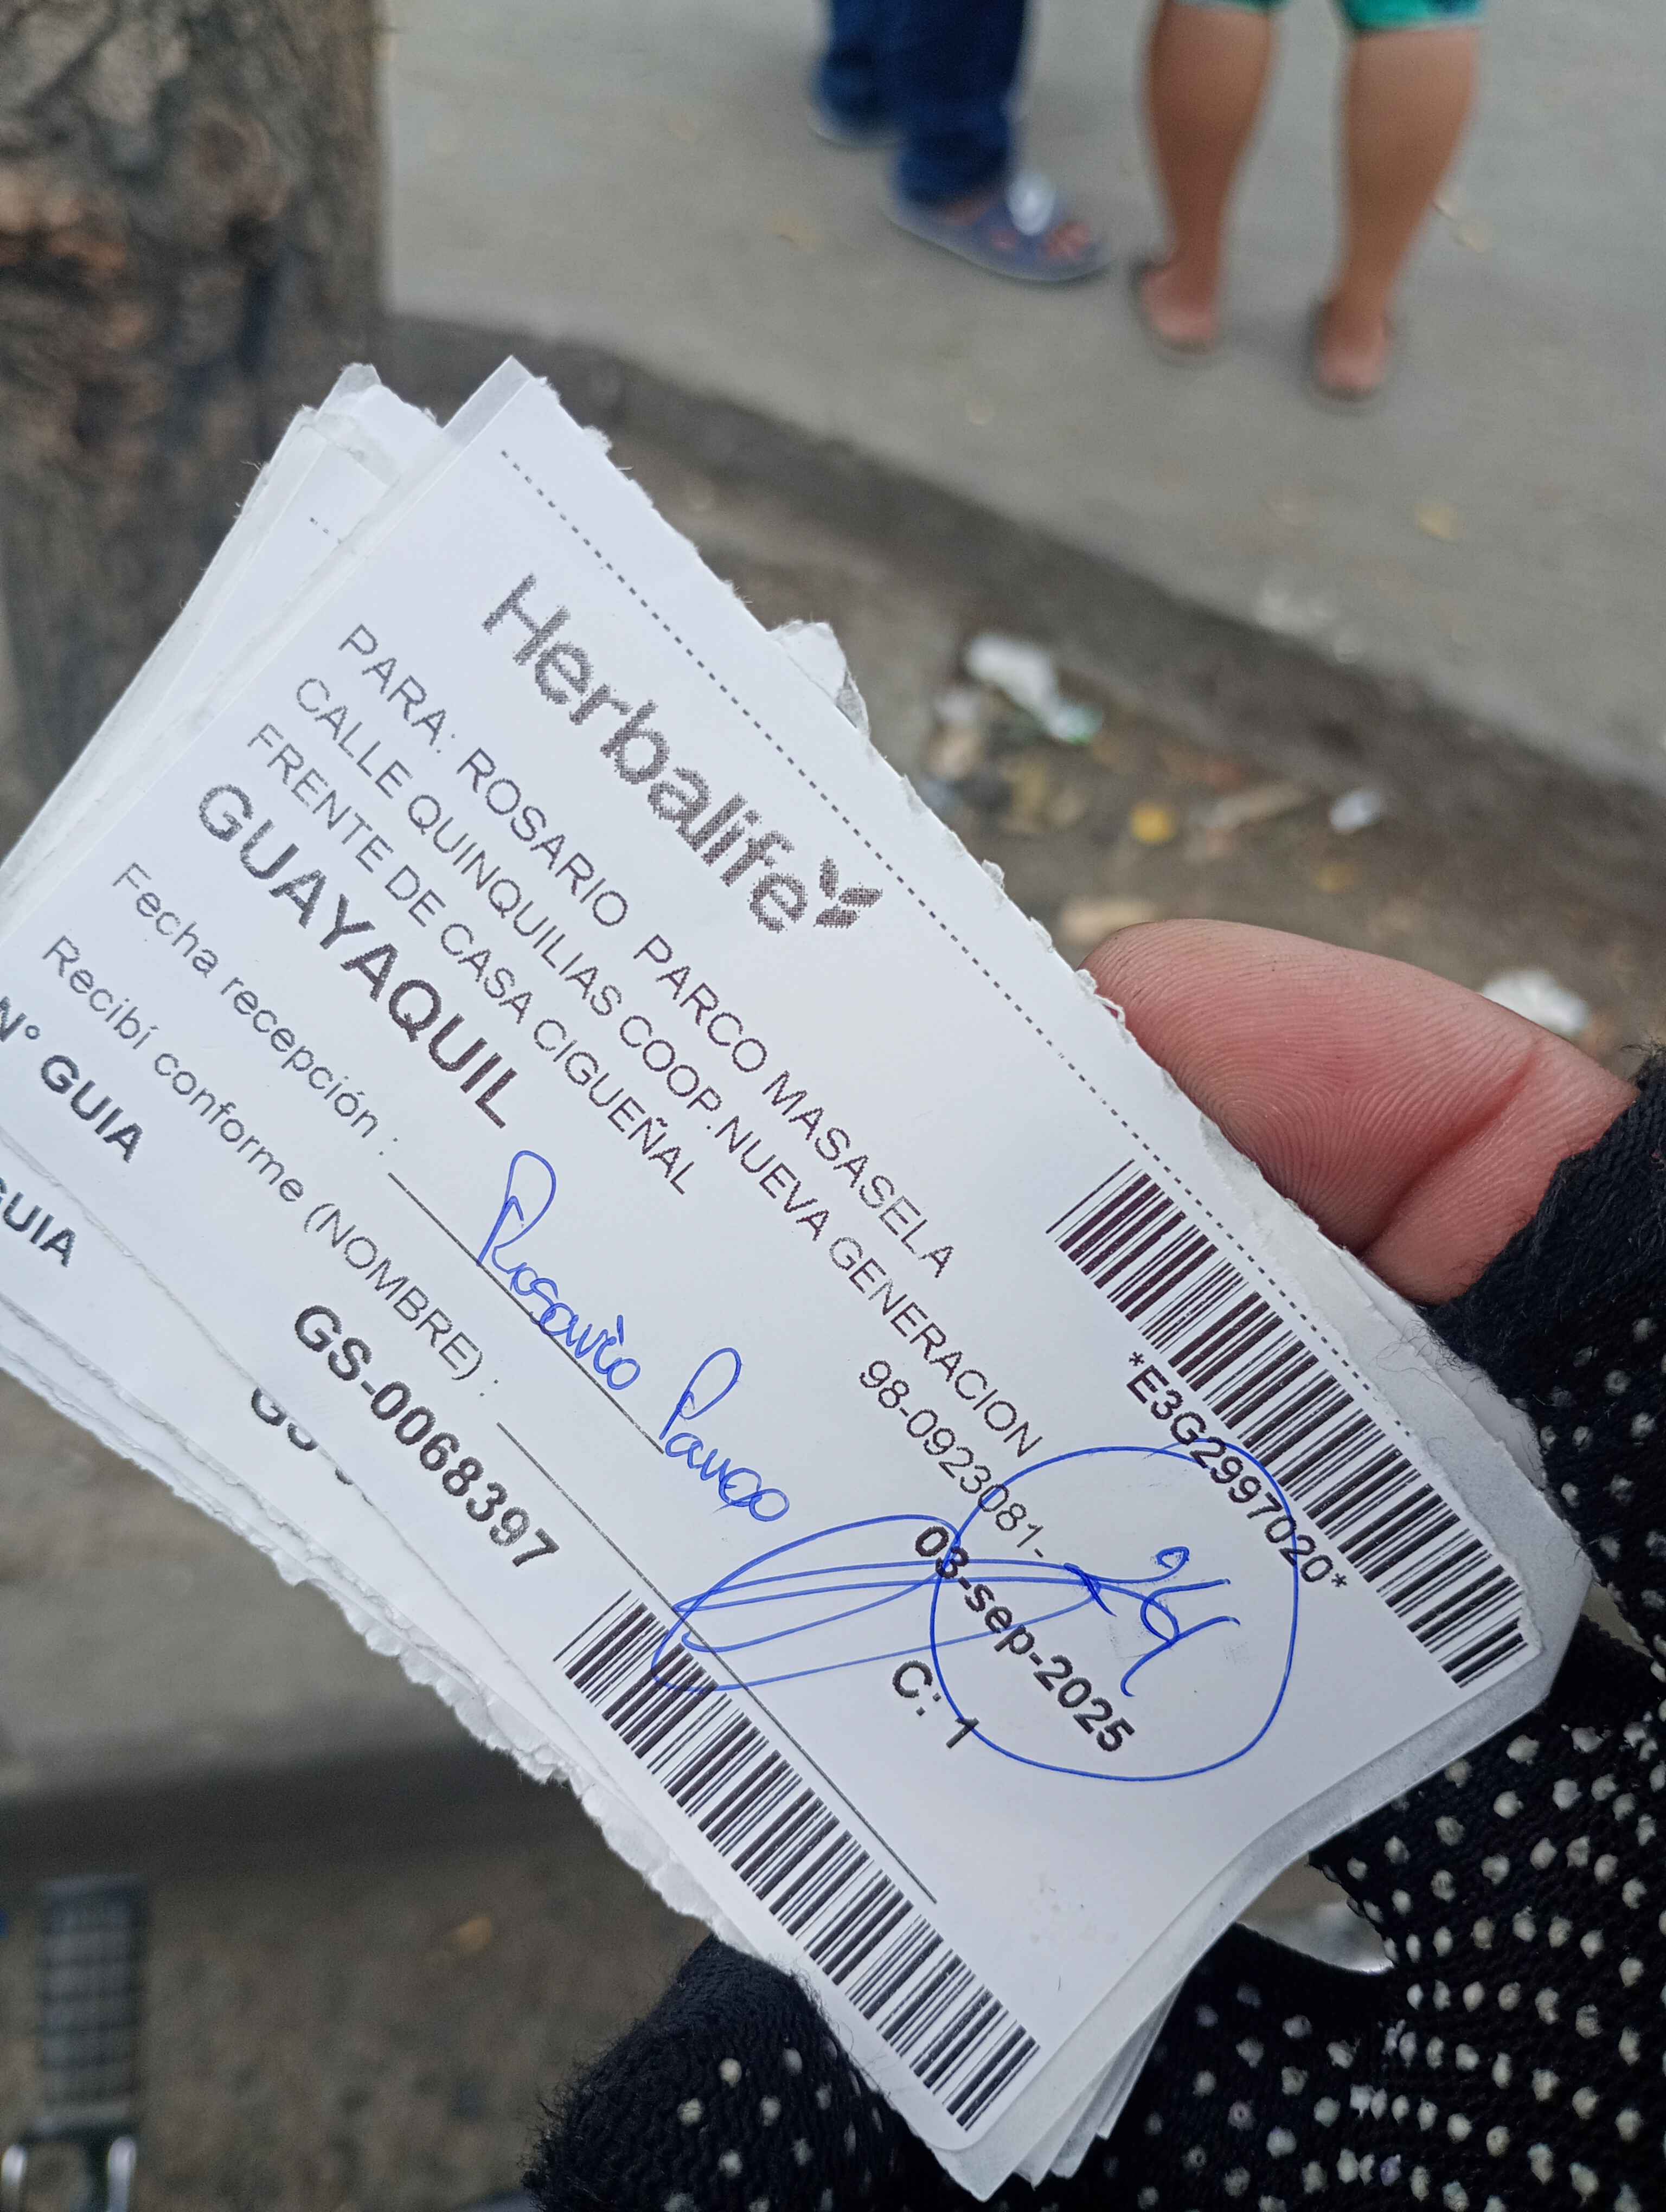 Herbalife
PARA: ROSARIO PARCO MASASELA
CALLE QUINQUILIAS COOP.NUEVA GENERACION
FRENTE DE CASA CIGUEÑAL
98-0923081-
GUAYAQUIL
03-sep-2025
C: 1
*E3G2997020*
Fecha recepción :
Rosario Parco
Recibí conforme (NOMBRE) :
N° GUIA
GS-0068397
GUIA